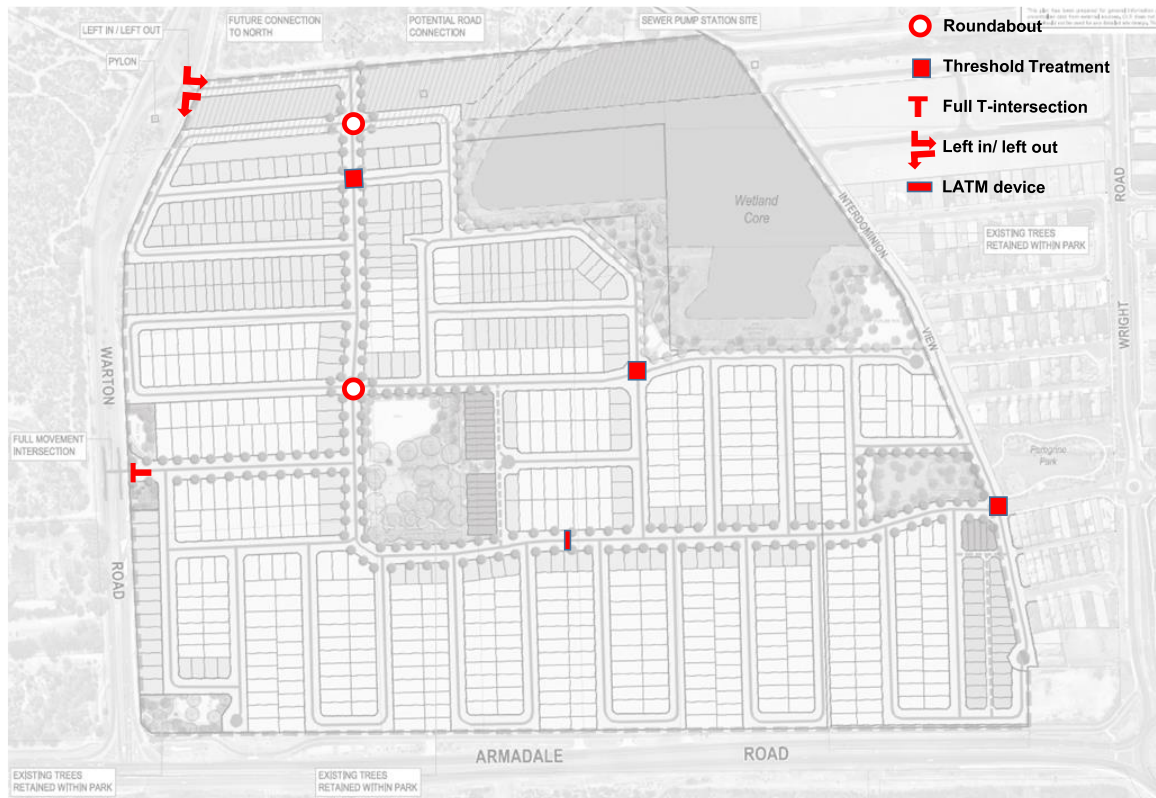 LEFT IN / LEFT OUT
FUTURE CONNECTION
TO NORTH
POTENTIAL ROAD
CONNECTION
SEWER PUMP STATION SITE
PYLON
Roundabout
Threshold Treatment
Full T-intersection
Left in/ left out
LATM device
Wetland
Core
INTERDOMINION
VIEW
EXISTING TREES
RETAINED WITHIN PARK
ROAD
WRIGHT
WARTON
ROAD
FULL MOVEMENT
INTERSECTION
Peregrine
Park
ARMADALE
ROAD
EXISTING TREES
RETAINED WITHIN PARK
EXISTING TREES
RETAINED WITHIN PARK